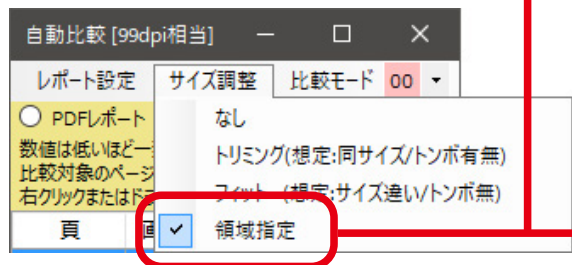 自動比較 [99dpi相当]
レポート設定 サイズ調整 比較モード 00
PDFレポート
なし
数値は低いほど一
トリミング(想定:同サイズ/トンボ有無)
比較対象のページ
フィット (想定:サイズ違い/トンボ無)
右クリックまたはド
頁
領域指定